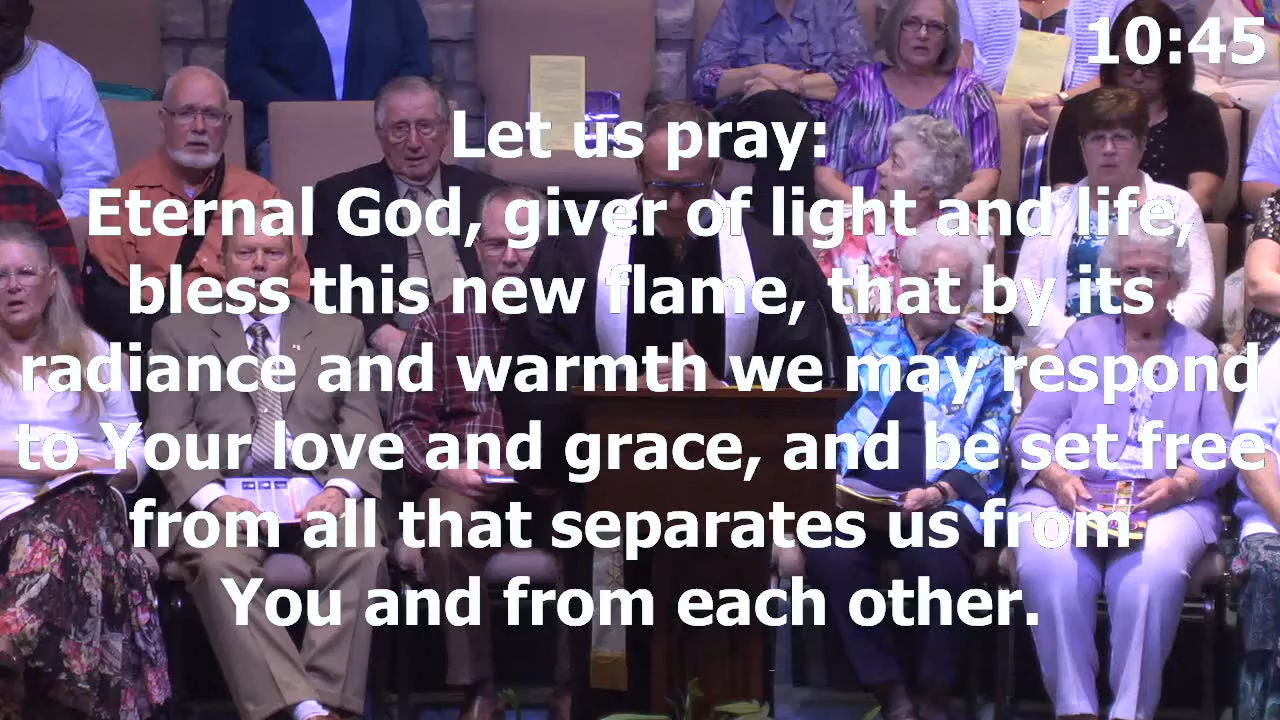 10:45
Let us pray:
Eternal God, giver of light and life,
bless this new flame, that by its
radiance and warmth we may respond
to Your love and grace, and be set free
from all that separates us from
You and from each other.